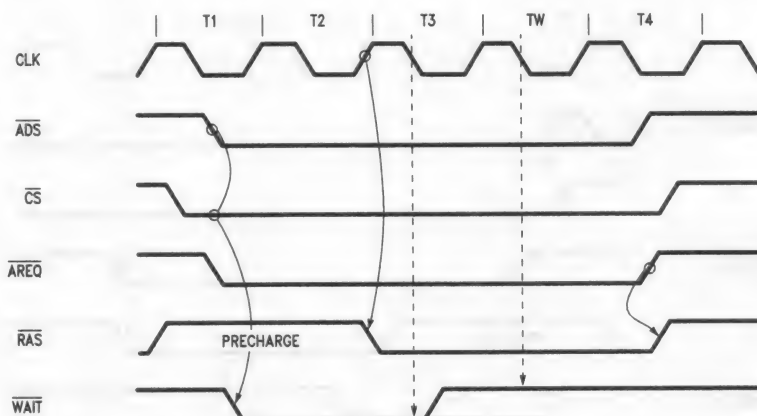 T1 T2 T3 TW T4
CLK
ADS
CS
AREQ
RAS
PRECHARGE
WAIT